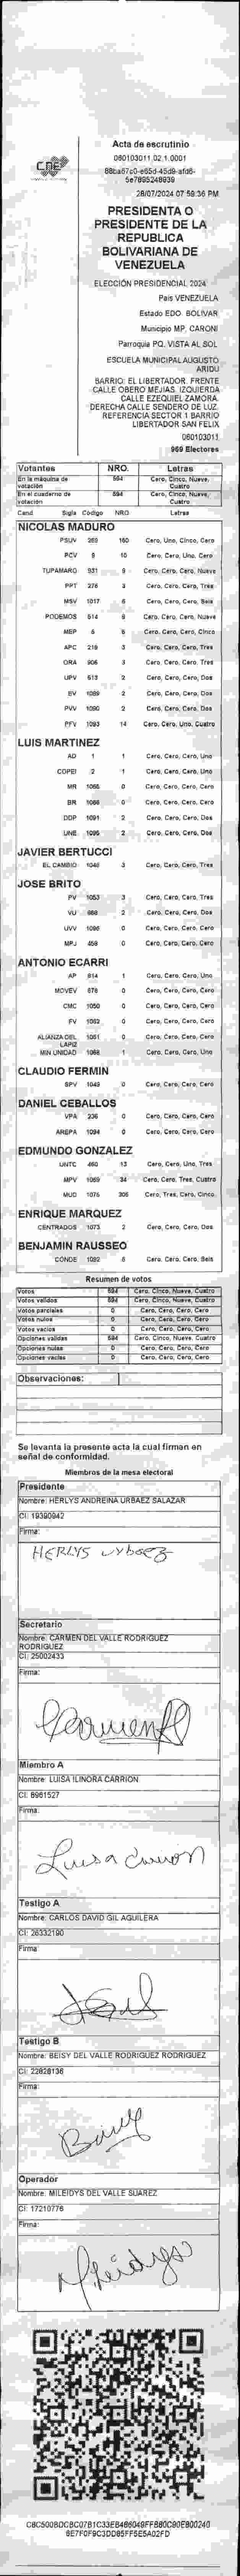 CNE
Acta de escrutinio
080103011.02.1.0001
28/07/2024 07:59:36 PM
PRESIDENTA O
PRESIDENTE DE LA
REPUBLICA
BOLIVARIANA DE
VENEZUELA
ELECCIÓN PRESIDENCIAL 2024
País VENEZUELA
Estado EDO. BOLIVAR
Municipio MP. CARONI
Parroquia PQ. VISTA AL SOL
ESCUELA MUNICIPAL AUGUSTO
ARIDU
BARRIO: EL LIBERTADOR. FRENTE
CALLE OBERO MEJIAS. IZQUIERDA
CALLE EZEQUIEL ZAMORA.
DERECHA CALLE SENDERO DE LUZ.
REFERENCIA SECTOR 1 BARRIO
LIBERTADOR SAN FELIX
080103011
969 Electores
Votantes NRO. Letras
En la máquina de votación 594 Cero, Cinco, Nueve, Cuatro
En el cuaderno de votación 594 Cero, Cinco, Nueve, Cuatro
Cand Sigla Código NRO Letras
NICOLAS MADURO
PSUV 269 150 Cero, Uno, Cinco, Cero
PCV 9 10 Cero, Cero, Uno, Cero
TUPAMARO 931 9 Cero, Cero, Cero, Nueve
PPT 276 3 Cero, Cero, Cero, Tres
MSV 1017 6 Cero, Cero, Cero, Seis
PODEMOS 514 9 Cero, Cero, Cero, Nueve
MEP 5 Cero, Cero, Cero, Cinco
APC 219 3 Cero, Cero, Cero, Tres
ORA 906 3 Cero, Cero, Cero, Tres
UPV 613 2 Cero, Cero, Cero, Dos
EV 1089 2 Cero, Cero, Cero, Dos
PVV 1090 2 Cero, Cero, Cero, Dos
PFV 1093 14 Cero, Cero, Uno, Cuatro
LUIS MARTINEZ
AD 1 1 Cero, Cero, Cero, Uno
COPEI 2 1 Cero, Cero, Cero, Uno
MR 1066 0 Cero, Cero, Cero, Cero
BR 1068 0 Cero, Cero, Cero, Cero
DDP 1091 2 Cero, Cero, Cero, Dos
UNE 1095 2 Cero, Cero, Cero, Dos
JAVIER BERTUCCI
EL CAMBIO 1046 3 Cero, Cero, Cero, Tres
JOSE BRITO
PV 1053 3 Cero, Cero, Cero, Tres
VU 968 2 Cero, Cero, Cero, Dos
UVV 1096 0 Cero, Cero, Cero, Cero
MPJ 458 0 Cero, Cero, Cero, Cero
ANTONIO ECARRI
AP 814 1 Cero, Cero, Cero, Uno
MOVEV 878 0 Cero, Cero, Cero, Cero
CMC 1050 0 Cero, Cero, Cero, Cero
FV 1052 0 Cero, Cero, Cero, Cero
ALIANZA DEL LAPIZ 1051 0 Cero, Cero, Cero, Cero
MIN UNIDAD 1068 1 Cero, Cero, Cero, Uno
CLAUDIO FERMIN
SPV 1049 0 Cero, Cero, Cero, Cero
DANIEL CEBALLOS
VPA 236 0 Cero, Cero, Cero, Cero
AREPA 1094 0 Cero, Cero, Cero, Cero
EDMUNDO GONZALEZ
UNTC 460 13 Cero, Cero, Uno, Tres
MPV 1059 34 Cero, Cero, Tres, Cuatro
MUD 1075 305 Cero, Tres, Cero, Cinco
ENRIQUE MARQUEZ
CENTRADOS 1073 2 Cero, Cero, Cero, Dos
BENJAMIN RAUSSEO
CONDE 1092 6 Cero, Cero, Cero, Seis
Resumen de votos
Votos 594 Cero, Cinco, Nueve, Cuatro
Votos validos 594 Cero, Cinco, Nueve, Cuatro
Votos parciales 0 Cero, Cero, Cero, Cero
Votos nulos 0 Cero, Cero, Cero, Cero
Votos vacios 0 Cero, Cero, Cero, Cero
Opciones validas 594 Cero, Cinco, Nueve, Cuatro
Opciones nulas 0 Cero, Cero, Cero, Cero
Opciones vacias 0 Cero, Cero, Cero, Cero
Observaciones:
Se levanta la presente acta la cual firman en
señal de conformidad.
Miembros de la mesa electoral
Presidente
Nombre: HERLYS ANDREINA URBAEZ SALAZAR
CI: 19390942
Firma:
HERLYS Urbaez
Secretario
Nombre: CARMEN DEL VALLE RODRIGUEZ
RODRIGUEZ
CI: 25002433
Firma:
Carmen R
Miembro A
Nombre: LUISA ILINORA CARRION
CI: 8961527
Firma:
Luisa Carrion
Testigo A
Nombre: CARLOS DAVID GIL AGUILERA
CI: 26332190
Firma:
Testigo B
Nombre: BEISY DEL VALLE RODRIGUEZ RODRIGUEZ
CI: 22828136
Firma:
Operador
Nombre: MILEIDYS DEL VALLE SUAREZ
CI: 17210776
Firma:
Mileidys